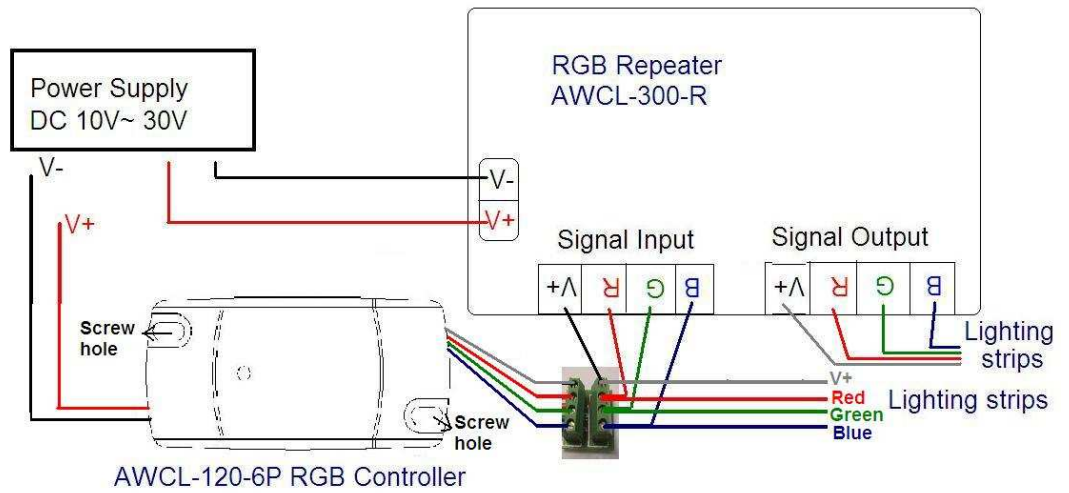 Power Supply
DC 10V~ 30V
RGB Repeater
AWCL-300-R
V-
V+
V-
V+
Signal Input
Signal Output
V+ R G B
V+ R G B
Screw
hole
Lighting
strips
V+
Red
Green
Blue
Lighting strips
Screw
hole
AWCL-120-6P RGB Controller